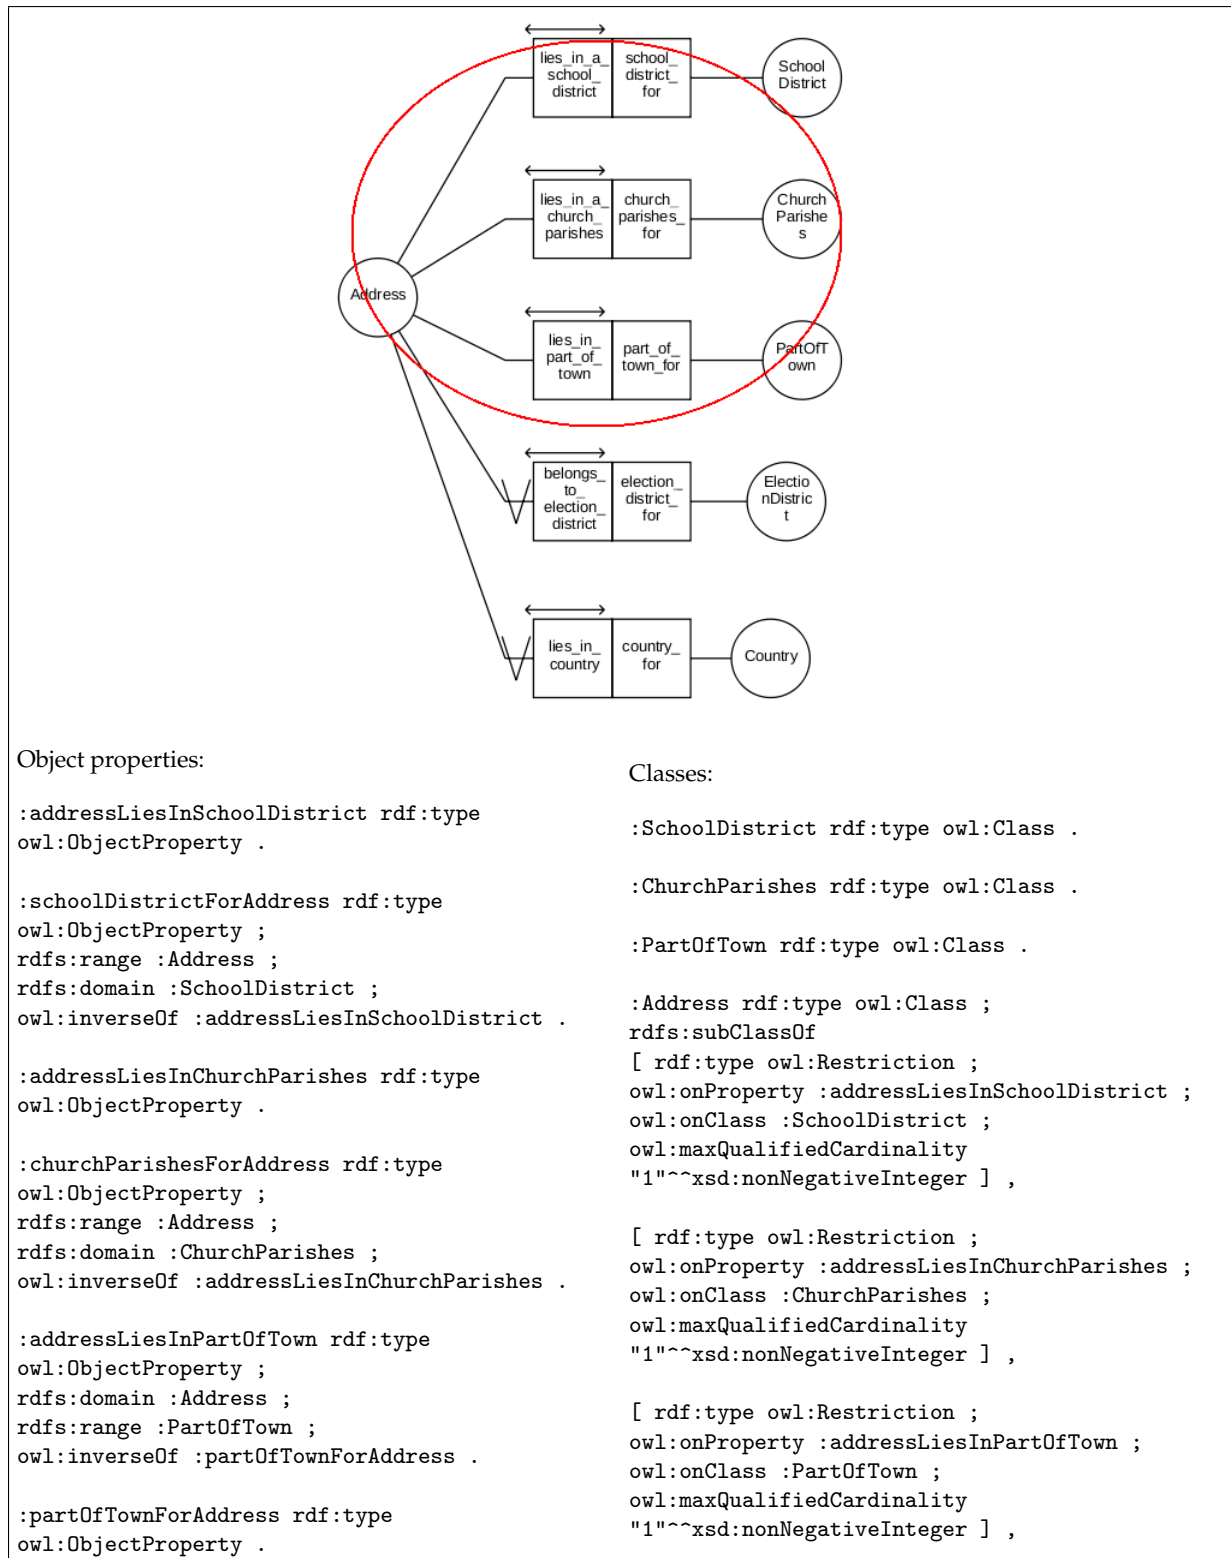 lies_in_a_
school_
district
school_
district_
for
School
District
lies_in_a_
church_
parishes
church_
parishes_
for
Church
Parishe
s
Address
lies_in_
part_of_
town
part_of_
town_for
PartOfT
own
belongs_
to_
election_
district
election_
district_
for
Electio
nDistric
t
lies_in_
country
country_
for
Country
Object properties:
:addressLiesInSchoolDistrict rdf:type
owl:ObjectProperty .
:schoolDistrictForAddress rdf:type
owl:ObjectProperty ;
rdfs:range :Address ;
rdfs:domain :SchoolDistrict ;
owl:inverseOf :addressLiesInSchoolDistrict .
:addressLiesInChurchParishes rdf:type
owl:ObjectProperty .
:churchParishesForAddress rdf:type
owl:ObjectProperty ;
rdfs:range :Address ;
rdfs:domain :ChurchParishes ;
owl:inverseOf :addressLiesInChurchParishes .
:addressLiesInPartOfTown rdf:type
owl:ObjectProperty ;
rdfs:domain :Address ;
rdfs:range :PartOfTown ;
owl:inverseOf :partOfTownForAddress .
:partOfTownForAddress rdf:type
owl:ObjectProperty .
Classes:
:SchoolDistrict rdf:type owl:Class .
:ChurchParishes rdf:type owl:Class .
:PartOfTown rdf:type owl:Class .
:Address rdf:type owl:Class ;
rdfs:subClassOf
[ rdf:type owl:Restriction ;
owl:onProperty :addressLiesInSchoolDistrict ;
owl:onClass :SchoolDistrict ;
owl:maxQualifiedCardinality
"1"^^xsd:nonNegativeInteger ] ,
[ rdf:type owl:Restriction ;
owl:onProperty :addressLiesInChurchParishes ;
owl:onClass :ChurchParishes ;
owl:maxQualifiedCardinality
"1"^^xsd:nonNegativeInteger ] ,
[ rdf:type owl:Restriction ;
owl:onProperty :addressLiesInPartOfTown ;
owl:onClass :PartOfTown ;
owl:maxQualifiedCardinality
"1"^^xsd:nonNegativeInteger ] ,